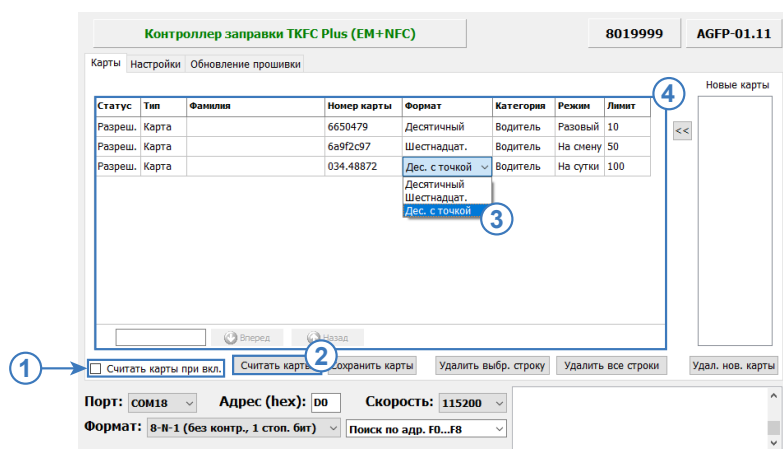 Контроллер заправки TKFC Plus (EM+NFC) 8019999 AGFP-01.11
Карты Настройки Обновление прошивки
Новые карты
4
Статус Тип Фамилия Номер карты Формат Категория Режим Лимит
Разреш. Карта 6650479 Десятичный Водитель Разовый 10
<<
Разреш. Карта 6a9f2c97 Шестнадцат. Водитель На смену 50
Разреш. Карта 034.48872 Дес. с точкой Водитель На сутки 100
Десятичный
Шестнадцат.
Дес. с точкой
3
Вперед Назад
2
1 Считать карты при вкл. Считать карты Сохранить карты Удалить выбр. строку Удалить все строки Удал. нов. карты
Порт: COM18 Адрес (hex): D0 Скорость: 115200
Формат: 8-N-1 (без контр., 1 стоп. бит) Поиск по адр. F0...F8